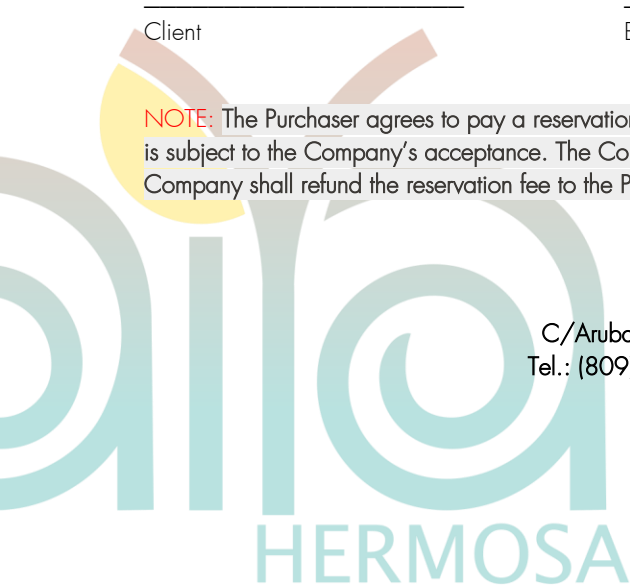 Client
NOTE: The Purchaser agrees to pay a reservation
is subject to the Company's acceptance. The Co
Company shall refund the reservation fee to the P
C/Aruba
Tel.: (809
HERMOSA